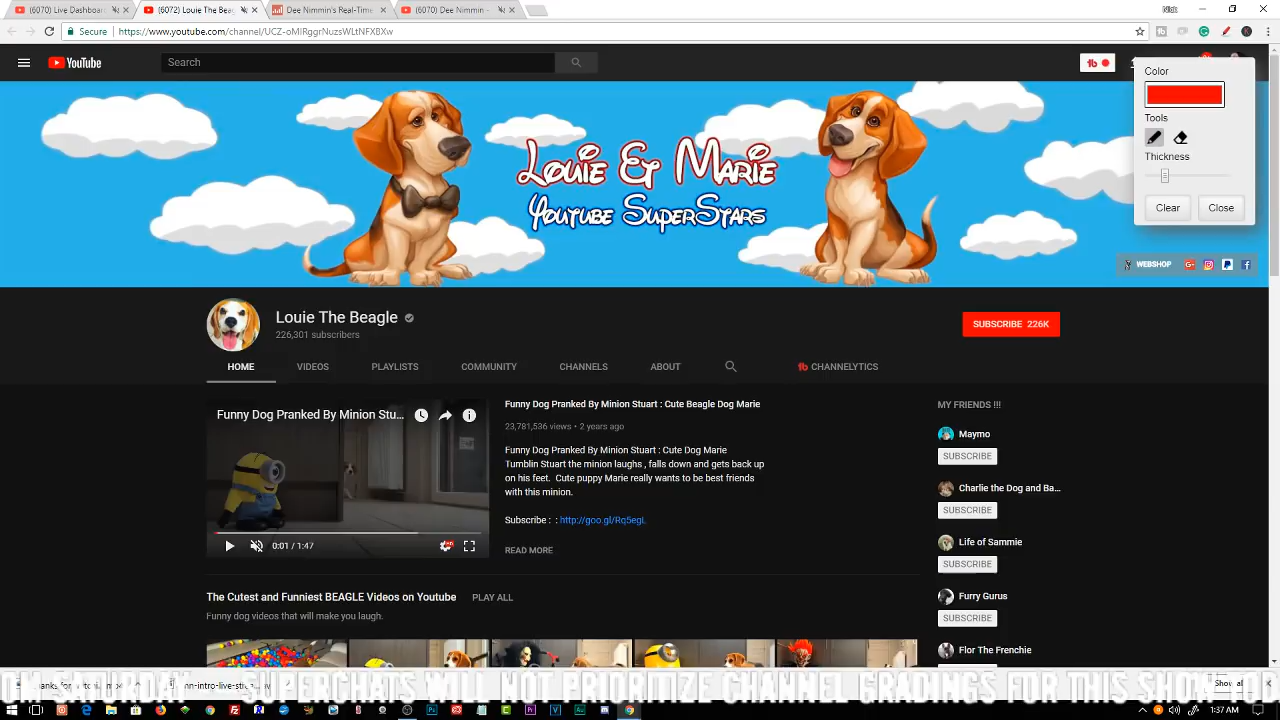 (6070) Live Dashboard
(6072) Louie The Beagle
Dee Nimmin's Real-Time
(6070) Dee Nimmin -
Nick
Secure
https://www.youtube.com/channel/UCZ-oMIRggrNuzsWLtNFXBXw
YouTube
Search
tb
Color
Tools
Thickness
Clear
Close
Louie & Marie
Youtube SuperStars
WEBSHOP
Louie The Beagle
226,301 subscribers
SUBSCRIBE 226K
HOME
VIDEOS
PLAYLISTS
COMMUNITY
CHANNELS
ABOUT
CHANNELYTICS
Funny Dog Pranked By Minion Stu...
0:01 / 1:47
HD
Funny Dog Pranked By Minion Stuart : Cute Beagle Dog Marie
23,781,536 views • 2 years ago
Funny Dog Pranked By Minion Stuart : Cute Dog Marie
Tumblin Stuart the minion laughs , falls down and gets back up
on his feet. Cute puppy Marie really wants to be best friends
with this minion.
Subscribe : : http://goo.gl/Rq5egL
READ MORE
MY FRIENDS !!!
Maymo
SUBSCRIBE
Charlie the Dog and Ba...
SUBSCRIBE
Life of Sammie
SUBSCRIBE
Furry Gurus
SUBSCRIBE
Flor The Frenchie
The Cutest and Funniest BEAGLE Videos on Youtube
PLAY ALL
Funny dog videos that will make you laugh.
SUPERCHATS WILL
PRIORITIZE CHANNEL GRADINGS FOR THIS SHOW
Show all
1:37 AM